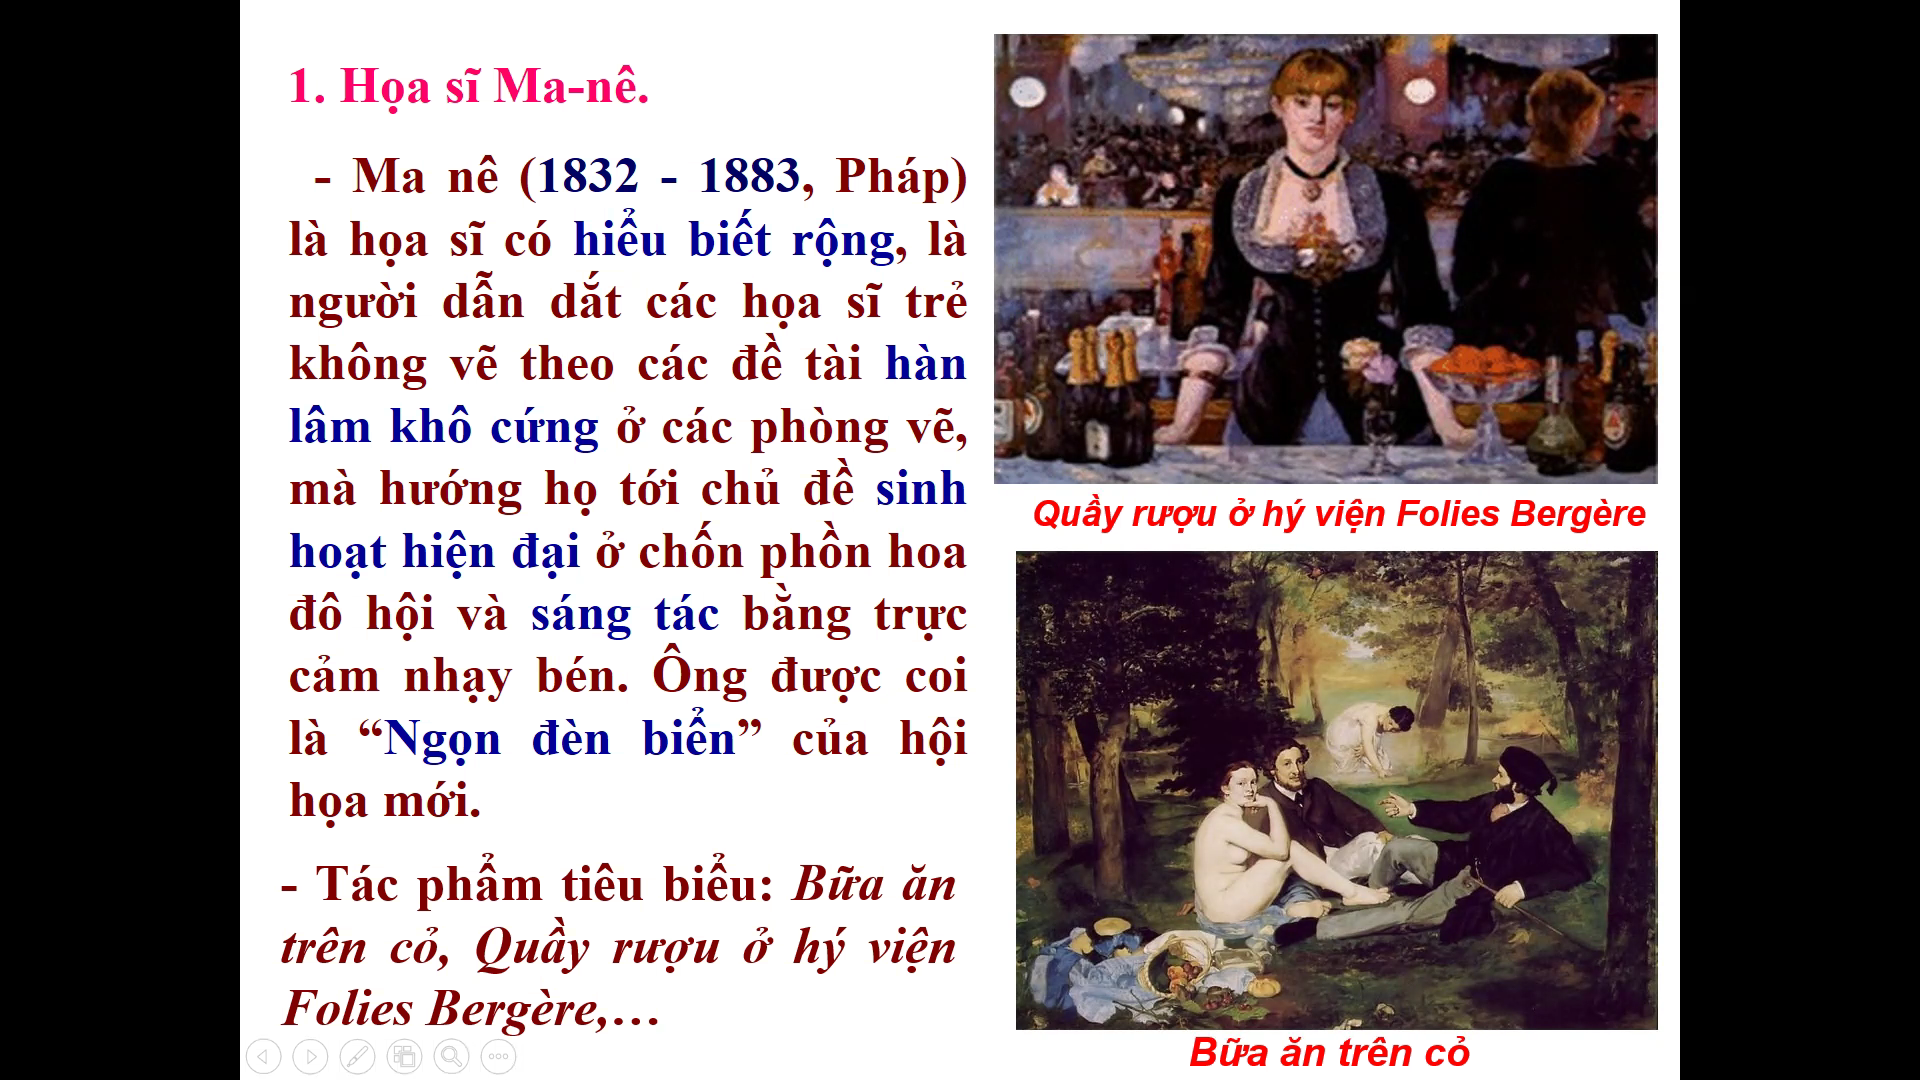 1. Họa sĩ Ma-nê.
- Ma nê (1832 - 1883, Pháp)
là họa sĩ có hiểu biết rộng, là
người dẫn dắt các họa sĩ trẻ
không vẽ theo các đề tài hàn
lâm khô cứng ở các phòng vẽ,
mà hướng họ tới chủ đề sinh
hoạt hiện đại ở chốn phồn hoa
đô hội và sáng tác bằng trực
cảm nhạy bén. Ông được coi
là “Ngọn đèn biển” của hội
họa mới.
- Tác phẩm tiêu biểu: Bữa ăn
trên cỏ, Quầy rượu ở hý viện
Folies Bergère,…
Quầy rượu ở hý viện Folies Bergère
Bữa ăn trên cỏ